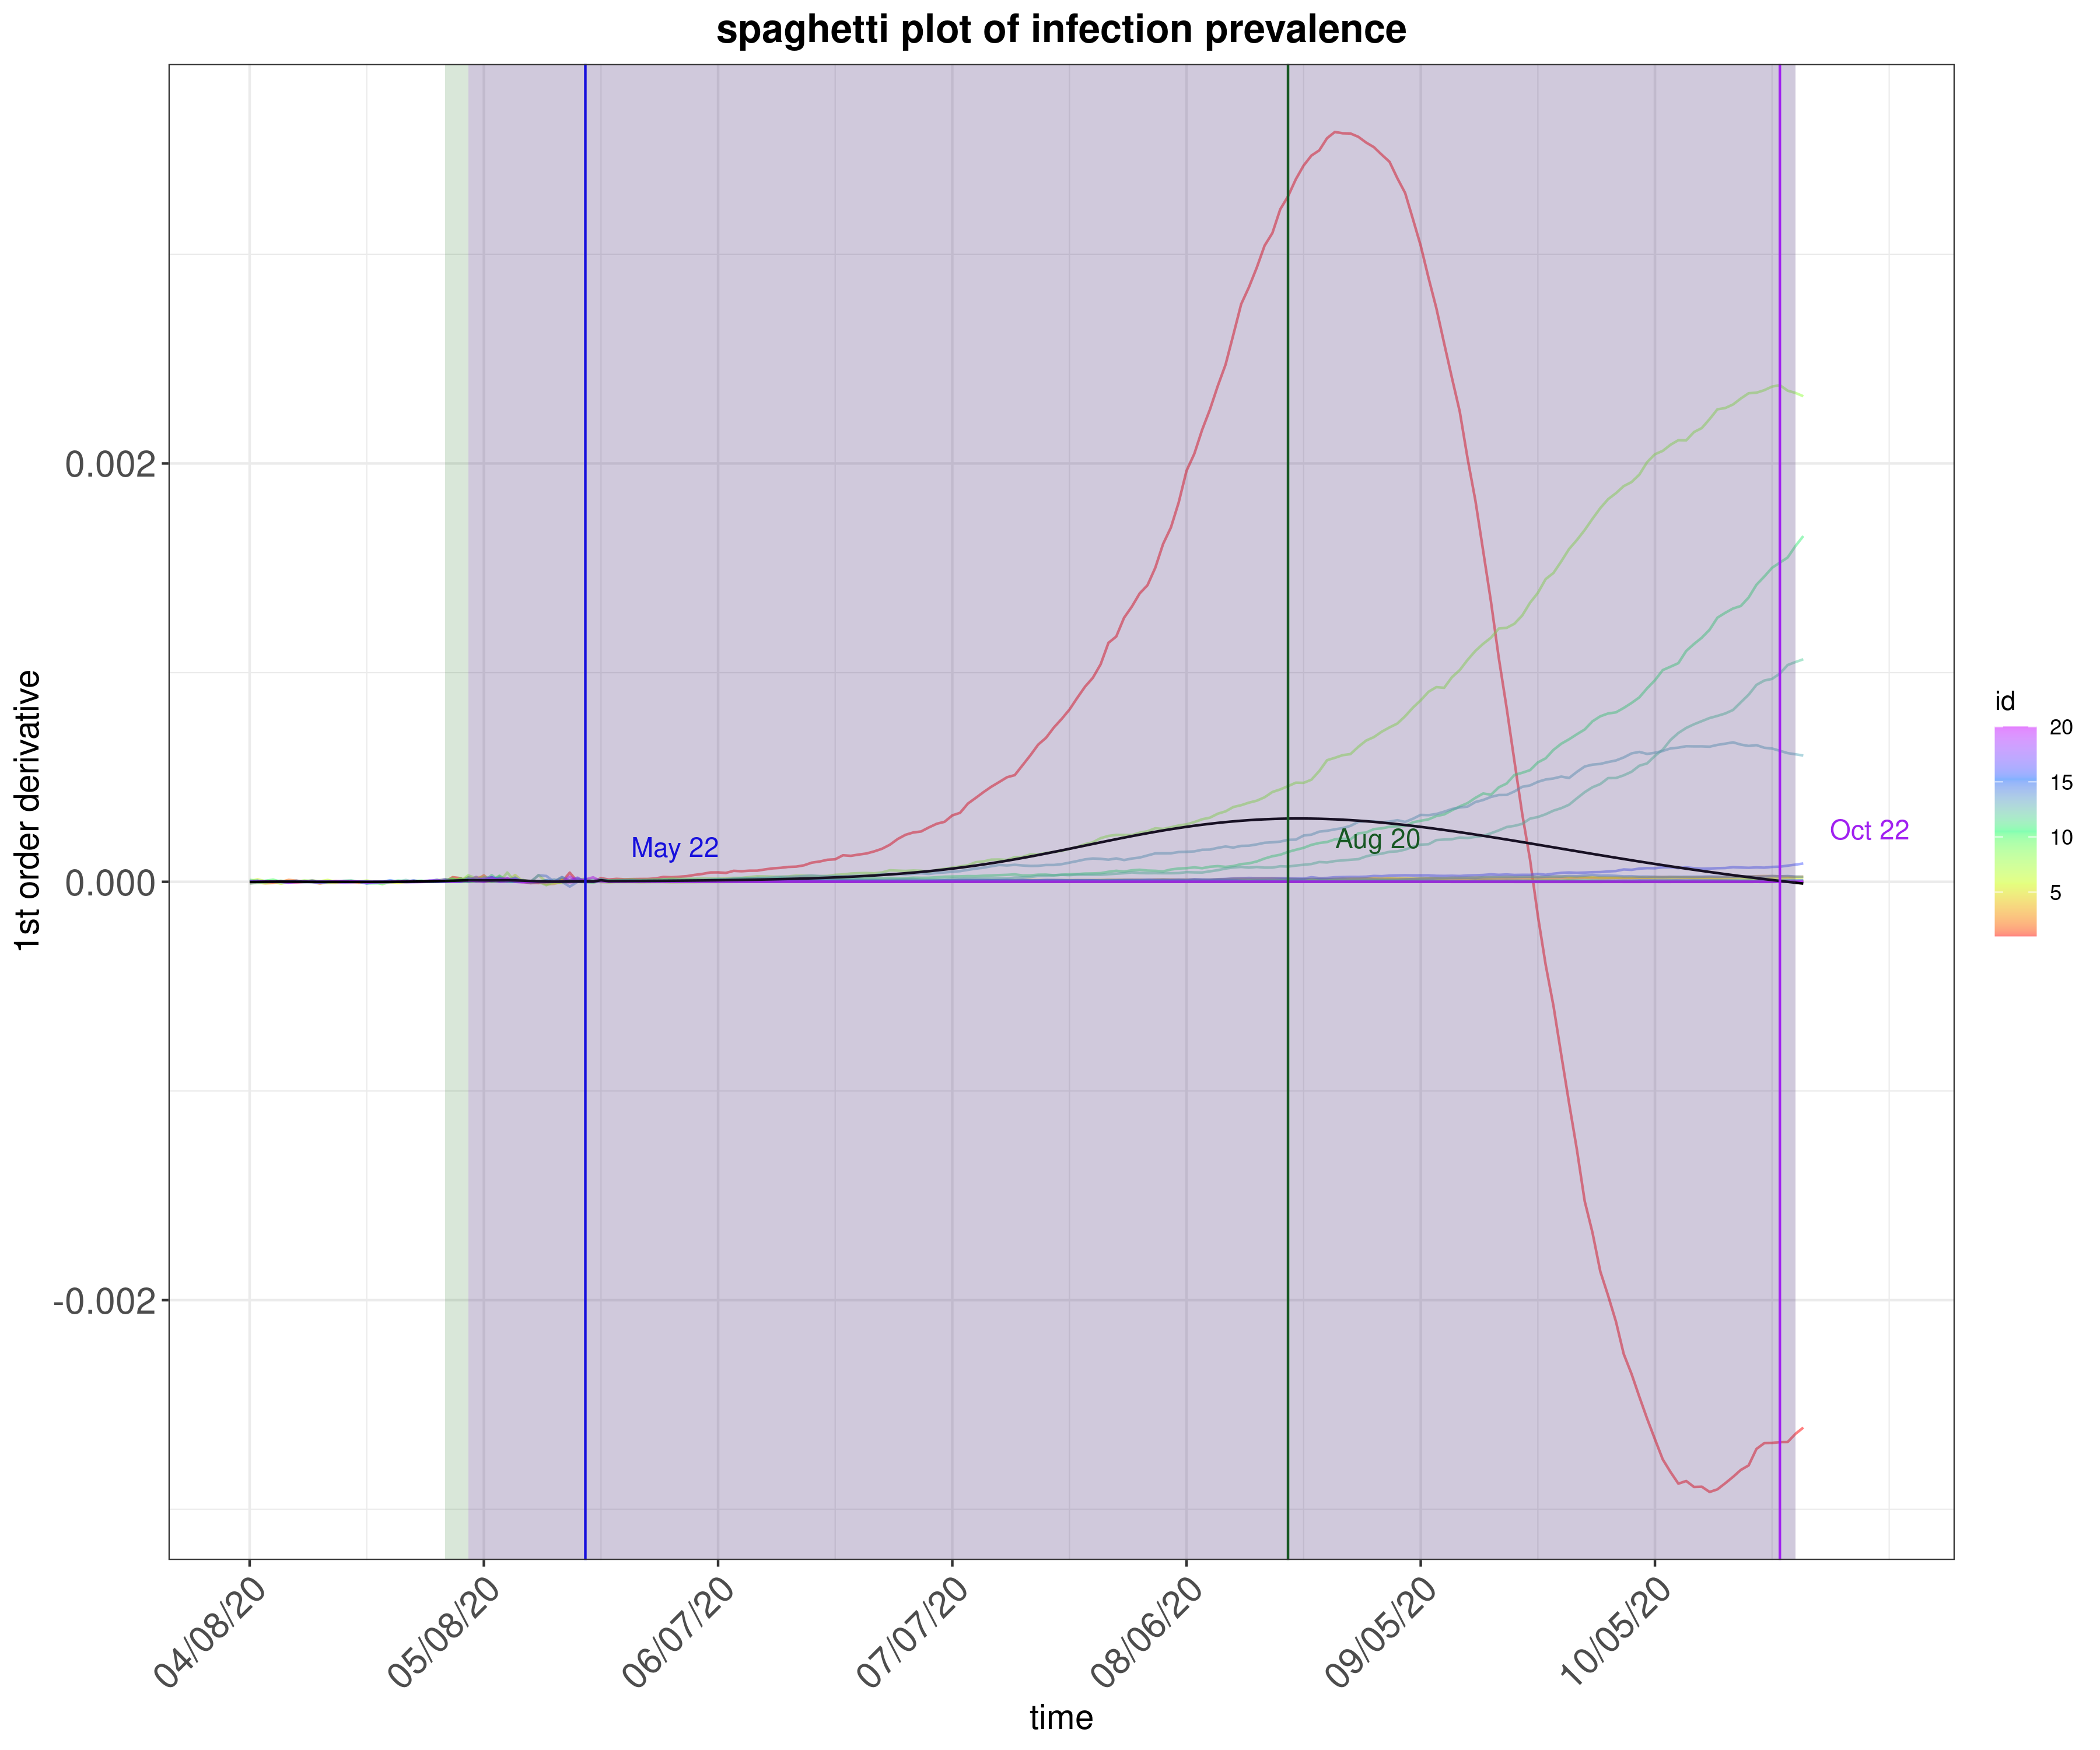 spaghetti plot of infection prevalence
1st order derivative
0.002
0.000
-0.002
May 22
Aug 20
Oct 22
id
20
15
10
5
04/08/20
05/08/20
06/07/20
07/07/20
08/06/20
09/05/20
10/05/20
time